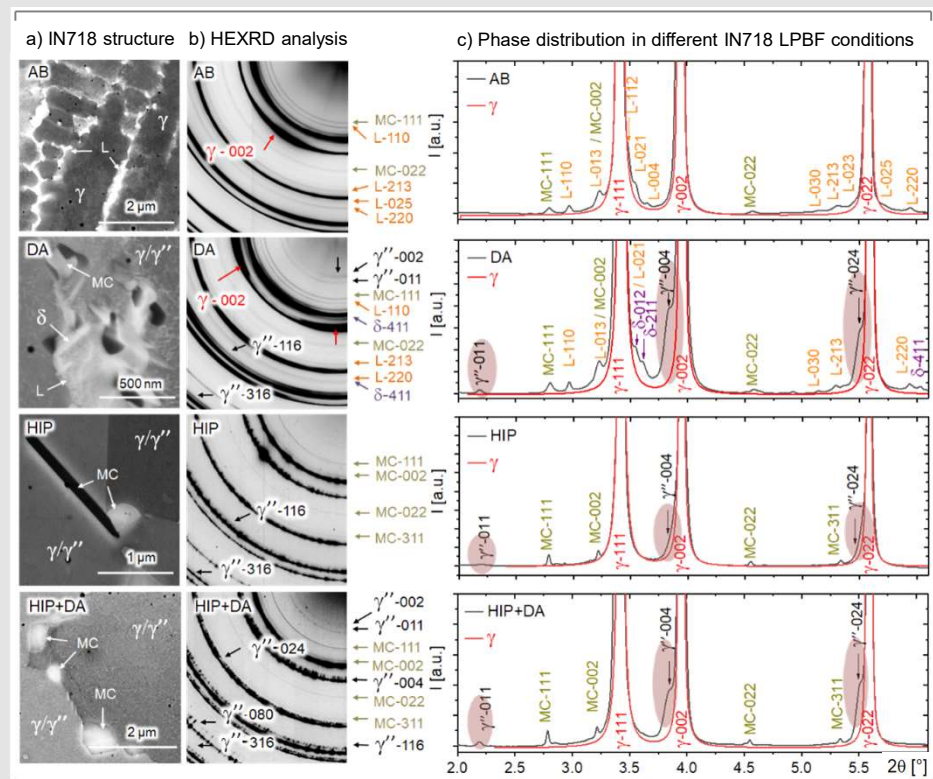 a) IN718 structure
b) HEXRD analysis
c) Phase distribution in different IN718 LPBF conditions
AB
γ
L
γ
2 µm
AB
γ-002
MC-111
L-110
MC-022
L-213
L-025
L-220
I [a.u.]
AB
γ
MC-111
L-110
L-013 / MC-002
γ-111
L-112
L-021
L-004
γ-002
MC-022
L-030
L-213
L-023
γ-022
L-025
L-220
DA
γ/γ''
MC
δ
L
500 nm
DA
γ-002
γ''-116
γ''-316
γ''-002
γ''-011
MC-111
L-110
δ-411
MC-022
L-213
L-220
δ-411
I [a.u.]
DA
γ
γ''-011
MC-111
L-110
L-013 / MC-002
γ-111
δ-012 / L-021
δ-211
γ''-004
γ-002
MC-022
L-030
L-213
γ''-024
γ-022
L-220
δ-411
HIP
γ/γ''
MC
γ/γ''
1 µm
HIP
γ''-116
γ''-316
MC-111
MC-002
MC-022
MC-311
I [a.u.]
HIP
γ
γ''-011
MC-111
MC-002
γ-111
γ''-004
γ-002
MC-022
MC-311
γ''-024
γ-022
HIP+DA
γ/γ''
MC
MC
γ/γ''
2 µm
HIP+DA
γ''-024
γ''-080
γ''-316
γ''-002
γ''-011
MC-111
MC-002
γ''-004
MC-022
MC-311
γ''-116
I [a.u.]
HIP+DA
γ
γ''-011
MC-111
MC-002
γ-111
γ''-004
γ-002
MC-022
MC-311
γ''-024
γ-022
2.0 2.5 3.0 3.5 4.0 4.5 5.0 5.5 2θ [°]